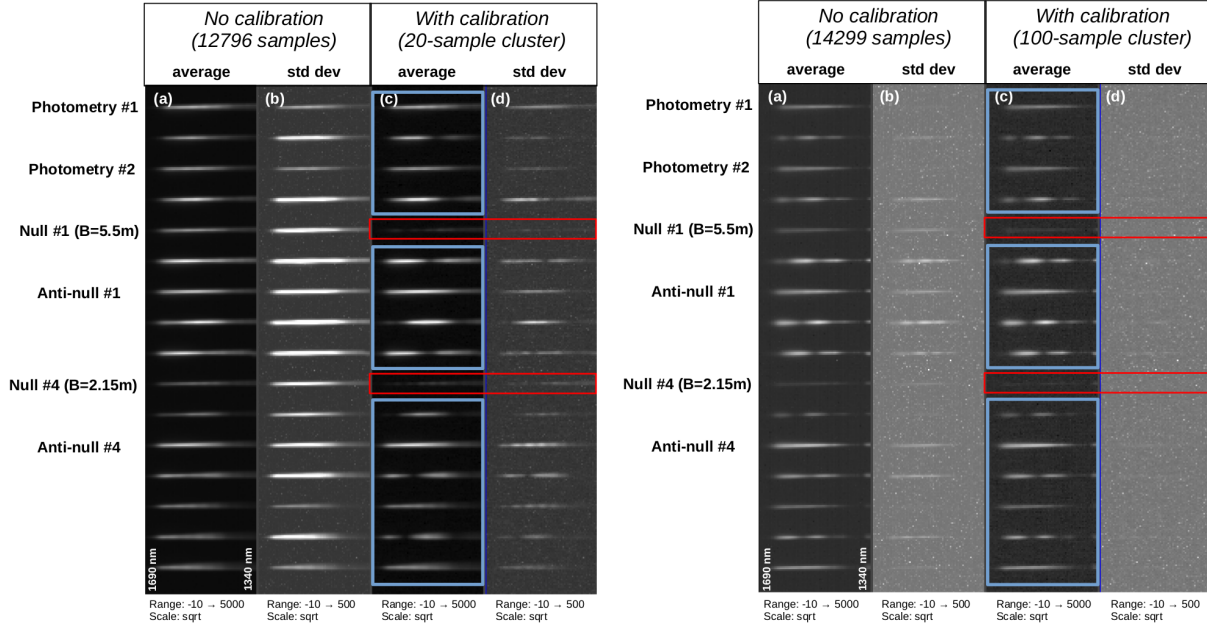 No calibration
(12796 samples)
With calibration
(20-sample cluster)
average
std dev
average
std dev
(a)
(b)
(c)
(d)
Photometry #1
Photometry #2
Null #1 (B=5.5m)
Anti-null #1
Null #4 (B=2.15m)
Anti-null #4
1690 nm
1340 nm
Range: -10 → 5000
Scale: sqrt
Range: -10 → 500
Scale: sqrt
Range: -10 → 5000
Scale: sqrt
Range: -10 → 500
Scale: sqrt
No calibration
(14299 samples)
With calibration
(100-sample cluster)
average
std dev
average
std dev
(a)
(b)
(c)
(d)
Photometry #1
Photometry #2
Null #1 (B=5.5m)
Anti-null #1
Null #4 (B=2.15m)
Anti-null #4
1690 nm
1340 nm
Range: -10 → 5000
Scale: sqrt
Range: -10 → 500
Scale: sqrt
Range: -10 → 5000
Scale: sqrt
Range: -10 → 500
Scale: sqrt